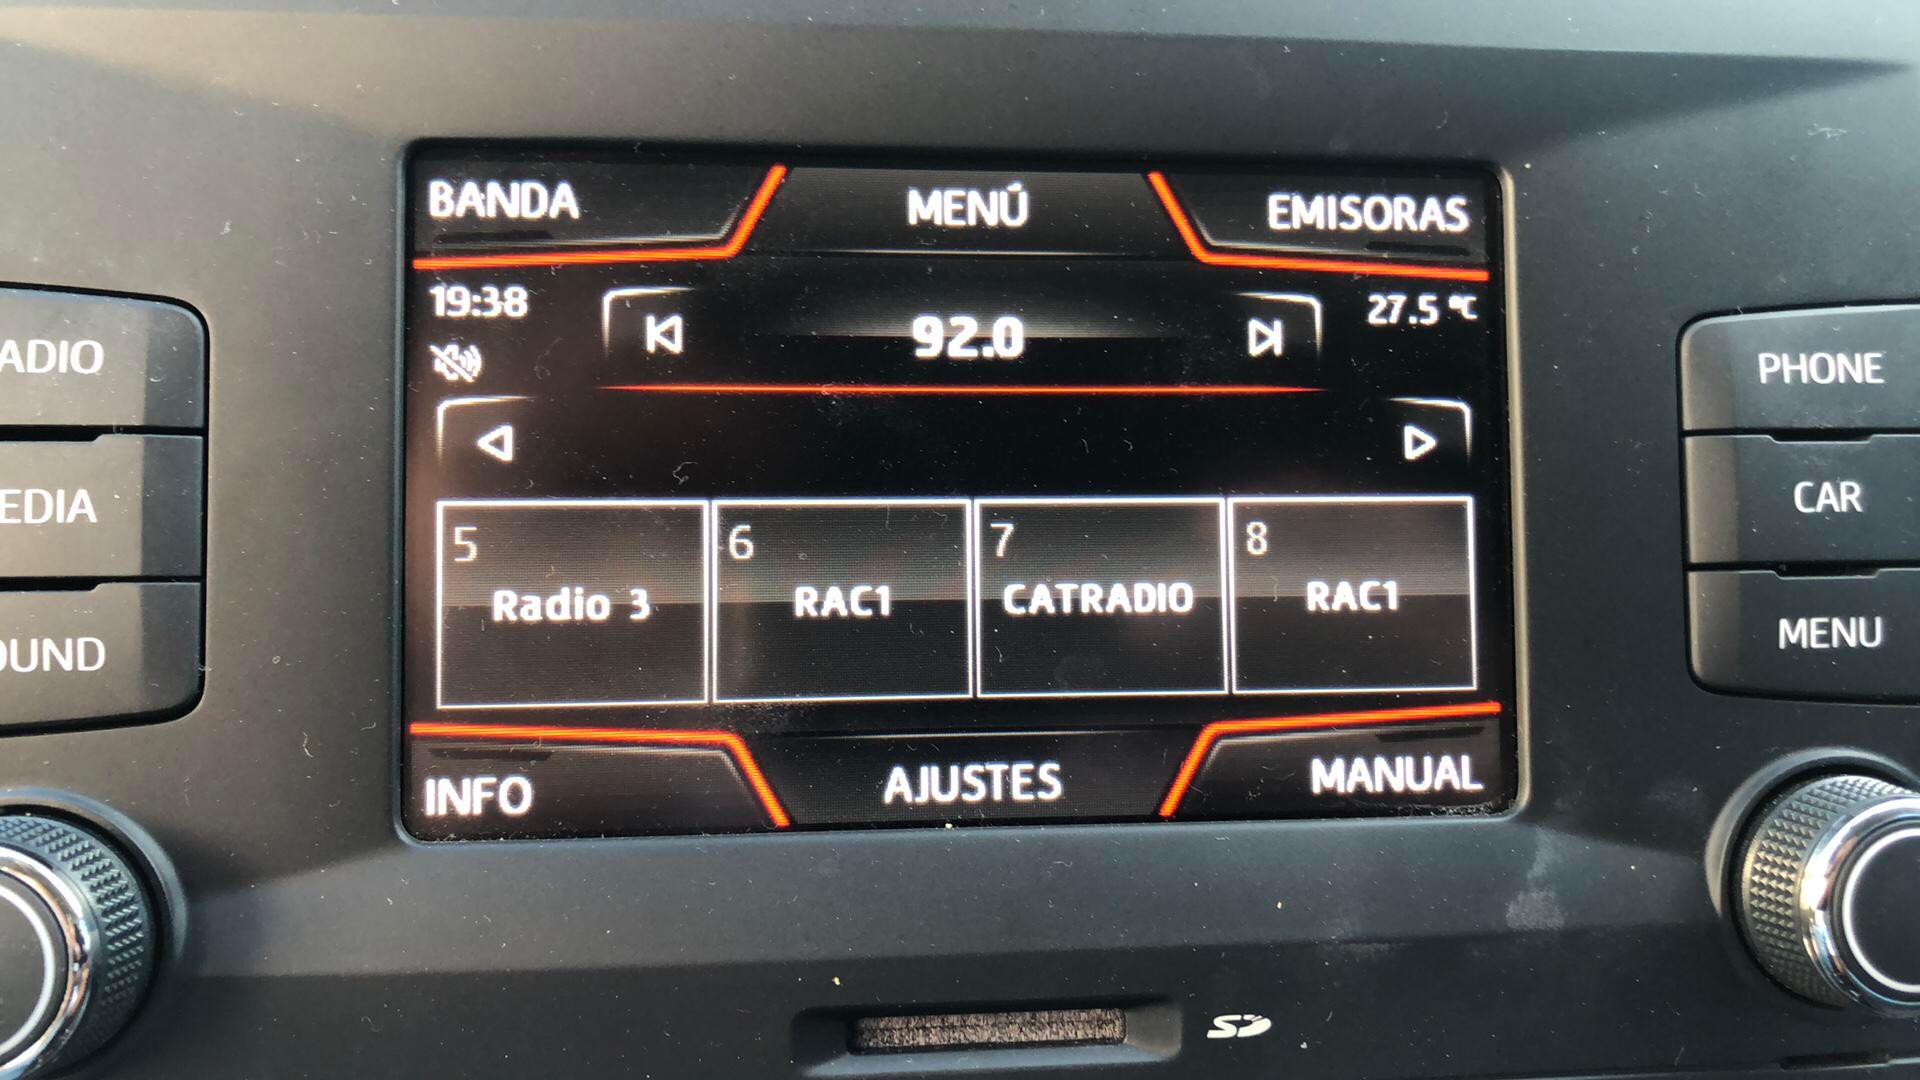 BANDA
MENÚ
EMISORAS
19:38
92.0
27.5 °C
5
6
7
8
Radio 3
RAC1
CATRADIO
RAC1
INFO
AJUSTES
MANUAL
ADIO
EDIA
OUND
PHONE
CAR
MENU
SD